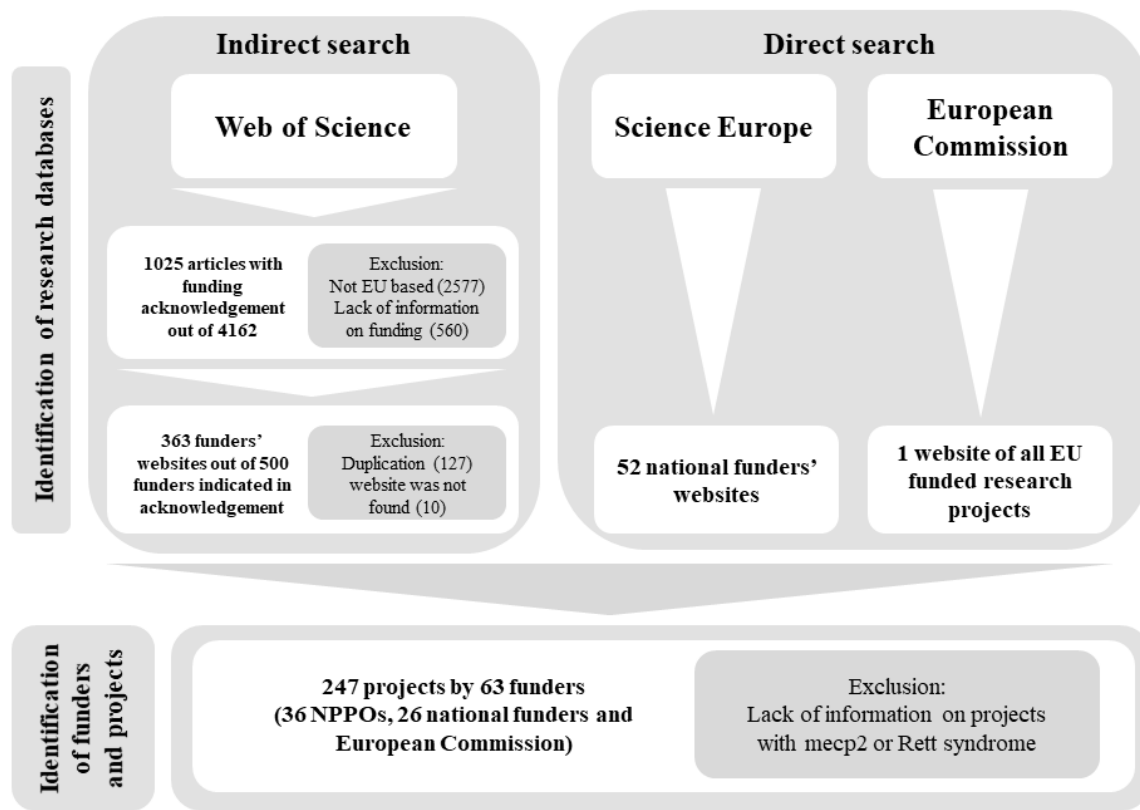 Indirect search
Direct search
Identification of research databases
Web of Science
Science Europe
European
Commission
1025 articles with
funding
acknowledgement
out of 4162
Exclusion:
Not EU based (2577)
Lack of information
on funding (560)
363 funders’
websites out of 500
funders indicated in
acknowledgement
Exclusion:
Duplication (127)
website was not
found (10)
52 national funders’
websites
1 website of all EU
funded research
projects
Identification
of funders
and projects
247 projects by 63 funders
(36 NPPOs, 26 national funders and
European Commission)
Exclusion:
Lack of information on projects
with mecp2 or Rett syndrome